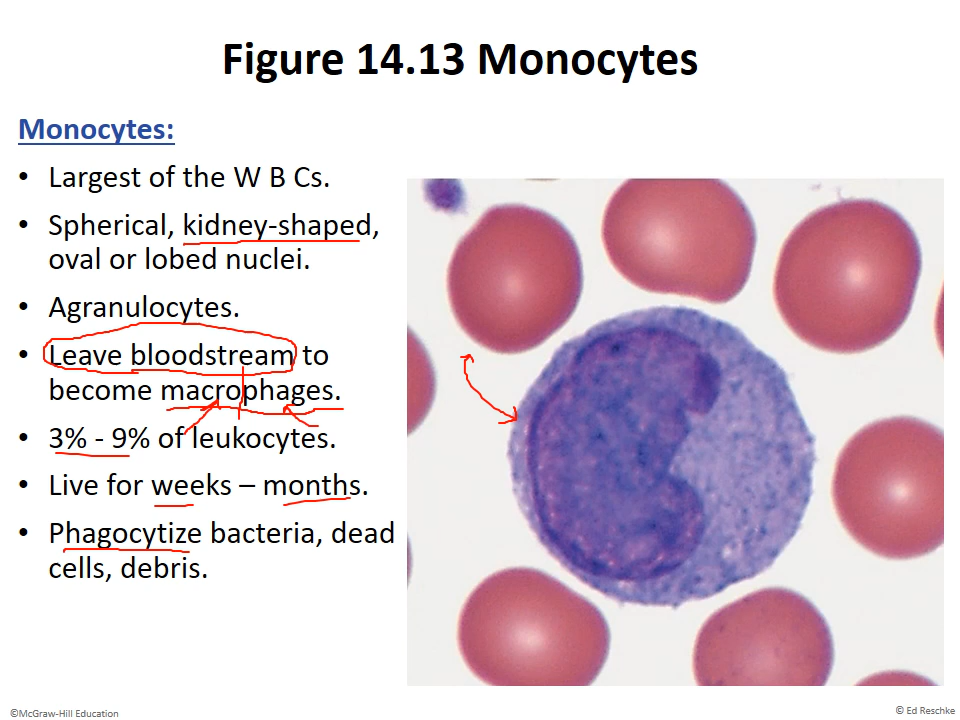 Figure 14.13 Monocytes
Monocytes:
• Largest of the W B Cs.
• Spherical, kidney-shaped,
oval or lobed nuclei.
• Agranulocytes.
• Leave bloodstream to
become macrophages.
• 3% - 9% of leukocytes.
• Live for weeks – months.
• Phagocytize bacteria, dead
cells, debris.
©McGraw-Hill Education
© Ed Reschke